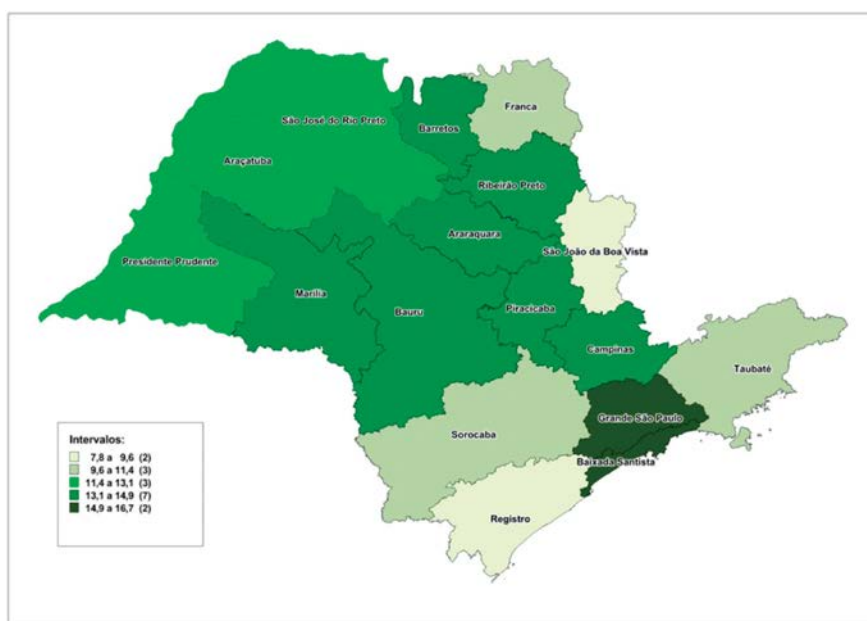 Franca
São José do Rio Preto
Barretos
Araçatuba
Ribeirão Preto
Araraquara
São João da Boa Vista
Presidente Prudente
Marília
Bauru
Piracicaba
Campinas
Taubaté
Grande São Paulo
Sorocaba
Baixada Santista
Registro
Intervalos:
7,8 a 9,6 (2)
9,6 a 11,4 (3)
11,4 a 13,1 (3)
13,1 a 14,9 (7)
14,9 a 16,7 (2)